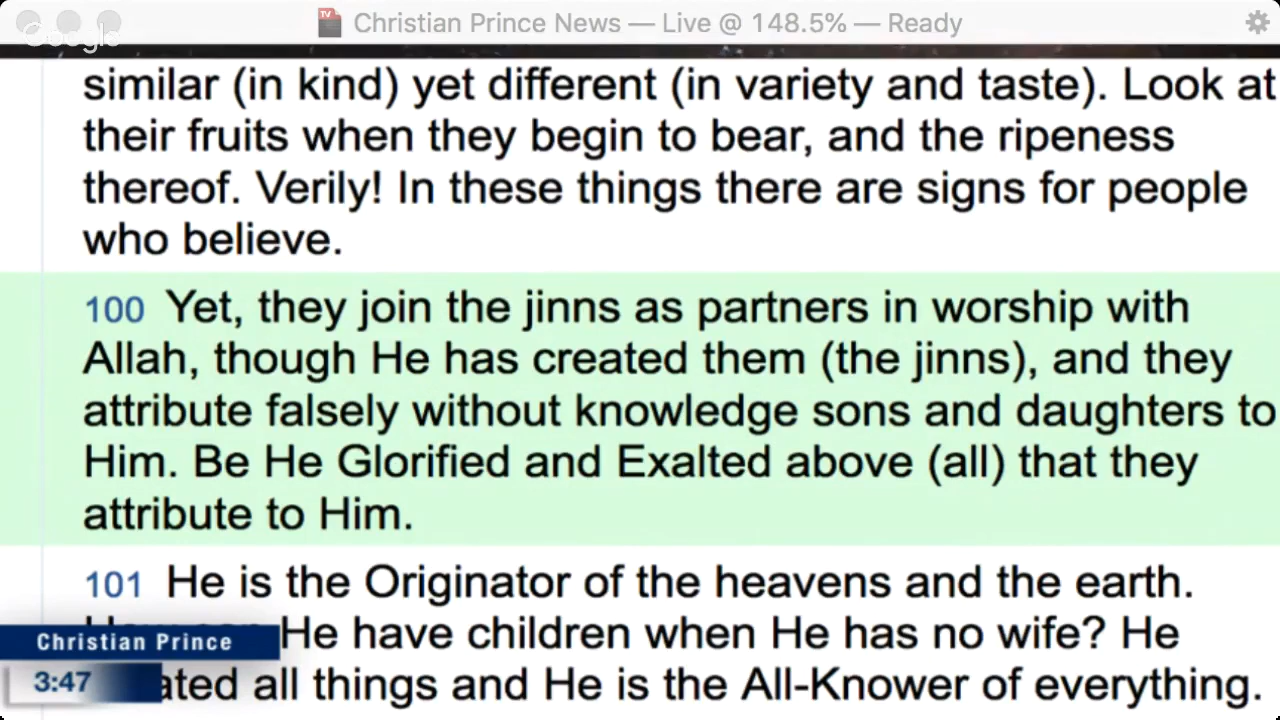 Christian Prince News — Live @ 148.5% — Ready
Google
similar (in kind) yet different (in variety and taste). Look at
their fruits when they begin to bear, and the ripeness
thereof. Verily! In these things there are signs for people
who believe.
100 Yet, they join the jinns as partners in worship with
Allah, though He has created them (the jinns), and they
attribute falsely without knowledge sons and daughters to
Him. Be He Glorified and Exalted above (all) that they
attribute to Him.
101 He is the Originator of the heavens and the earth.
He have children when He has no wife? He
ated all things and He is the All-Knower of everything.
Christian Prince
3:47